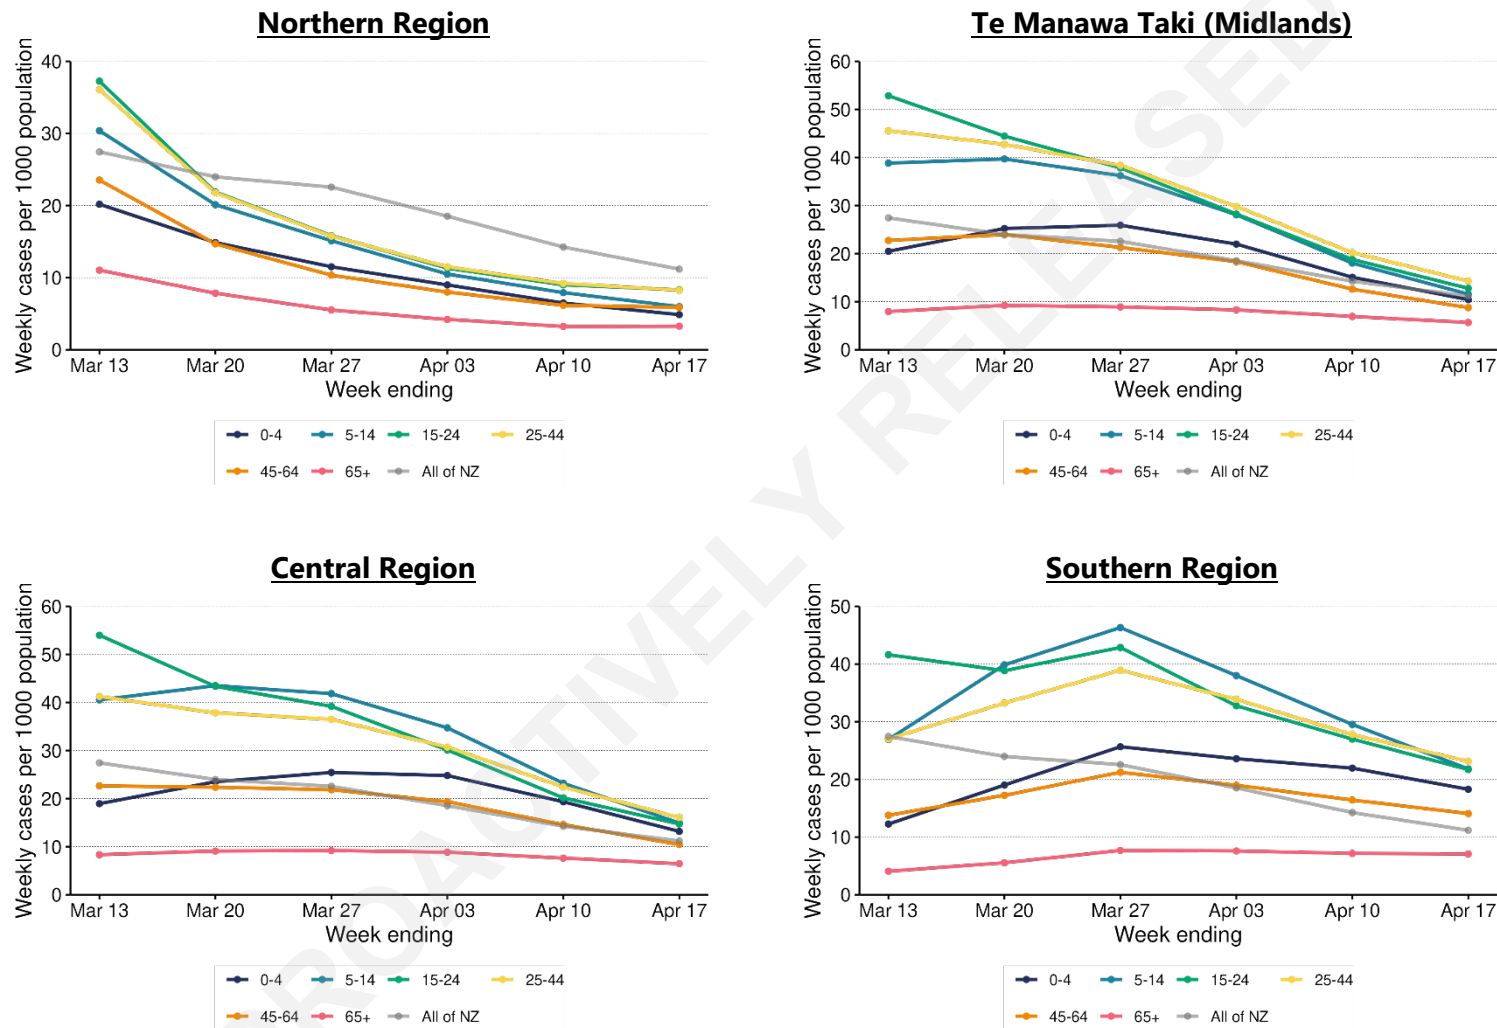 Northern Region
Weekly cases per 1000 population
40
30
20
10
0
Mar 13 Mar 20 Mar 27 Apr 03 Apr 10 Apr 17
Week ending
0-4 5-14 15-24 25-44
45-64 65+ All of NZ
Te Manawa Taki (Midlands)
Weekly cases per 1000 population
60
50
40
30
20
10
0
Mar 13 Mar 20 Mar 27 Apr 03 Apr 10 Apr 17
Week ending
0-4 5-14 15-24 25-44
45-64 65+ All of NZ
Central Region
Weekly cases per 1000 population
60
50
40
30
20
10
0
Mar 13 Mar 20 Mar 27 Apr 03 Apr 10 Apr 17
Week ending
0-4 5-14 15-24 25-44
45-64 65+ All of NZ
Southern Region
Weekly cases per 1000 population
50
40
30
20
10
0
Mar 13 Mar 20 Mar 27 Apr 03 Apr 10 Apr 17
Week ending
0-4 5-14 15-24 25-44
45-64 65+ All of NZ
PROACTIVELY RELEASED